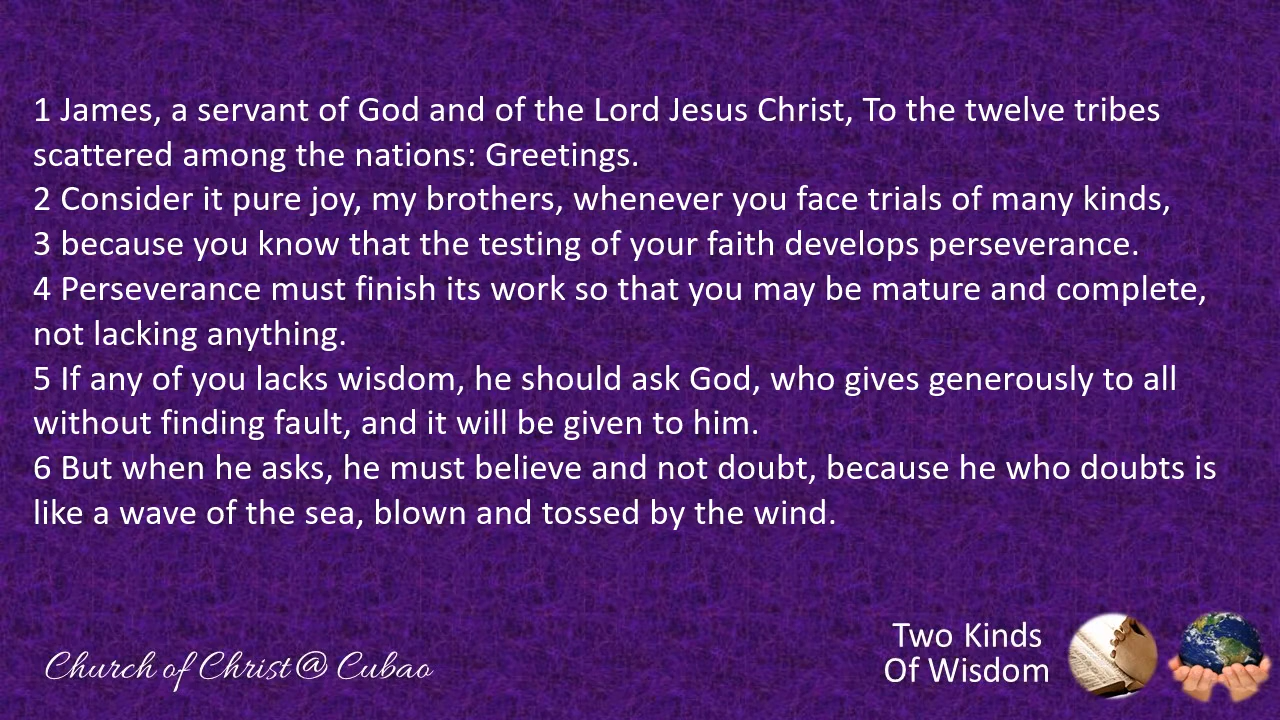 1 James, a servant of God and of the Lord Jesus Christ, To the twelve tribes
scattered among the nations: Greetings.
2 Consider it pure joy, my brothers, whenever you face trials of many kinds,
3 because you know that the testing of your faith develops perseverance.
4 Perseverance must finish its work so that you may be mature and complete,
not lacking anything.
5 If any of you lacks wisdom, he should ask God, who gives generously to all
without finding fault, and it will be given to him.
6 But when he asks, he must believe and not doubt, because he who doubts is
like a wave of the sea, blown and tossed by the wind.
Church of Christ@ Cubao
Two Kinds
Of Wisdom